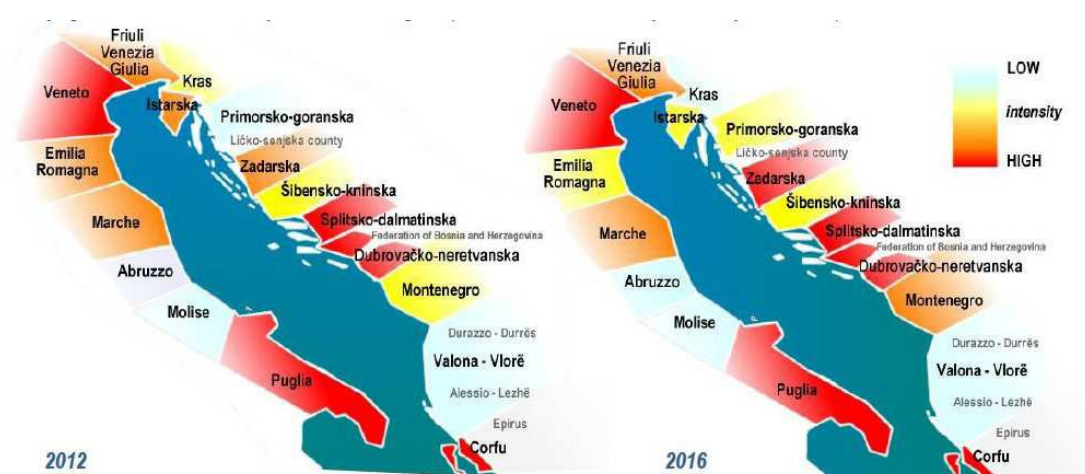 Friuli
Venezia
Giulia
Kras
Veneto
Istarska
Primorsko-goranska
Ličko-senjska county
Emilia
Romagna
Zadarska
Šibensko-kninska
Marche
Splitsko-dalmatinska
Federation of Bosnia and Herzegovina
Dubrovačko-neretvanska
Abruzzo
Montenegro
Molise
Durazzo - Durrës
Valona - Vlorë
Puglia
Alessio - Lezhë
Epirus
Corfu
2012
Friuli
Venezia
Giulia
Kras
Veneto
Istarska
Primorsko-goranska
Ličko-senjska county
Emilia
Romagna
Zadarska
Šibensko-kninska
Marche
Splitsko-dalmatinska
Federation of Bosnia and Herzegovina
Dubrovačko-neretvanska
Abruzzo
Montenegro
Molise
Durazzo - Durrës
Valona - Vlorë
Puglia
Alessio - Lezhë
Epirus
Corfu
2016
LOW
intensity
HIGH